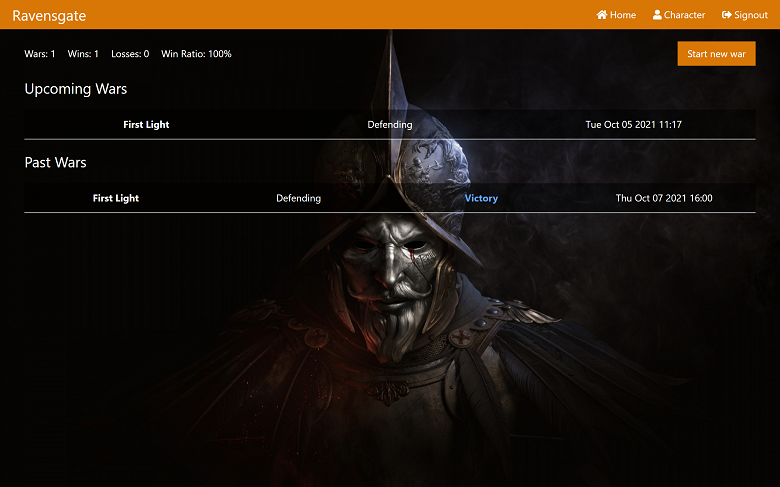 Ravensgate Home Character Signout
Wars: 1 Wins: 1 Losses: 0 Win Ratio: 100% Start new war
Upcoming Wars
First Light Defending Tue Oct 05 2021 11:17
Past Wars
First Light Defending Victory Thu Oct 07 2021 16:00